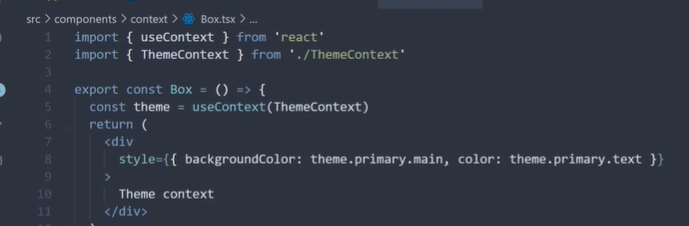 src > components > context > Box.tsx > ...
1 import { useContext } from 'react'
2 import { ThemeContext } from './ThemeContext'
3
4 export const Box = () => {
5 const theme = useContext(ThemeContext)
6 return (
7 <div
8 style={{ backgroundColor: theme.primary.main, color: theme.primary.text }}
9 >
10 Theme context
11 </div>